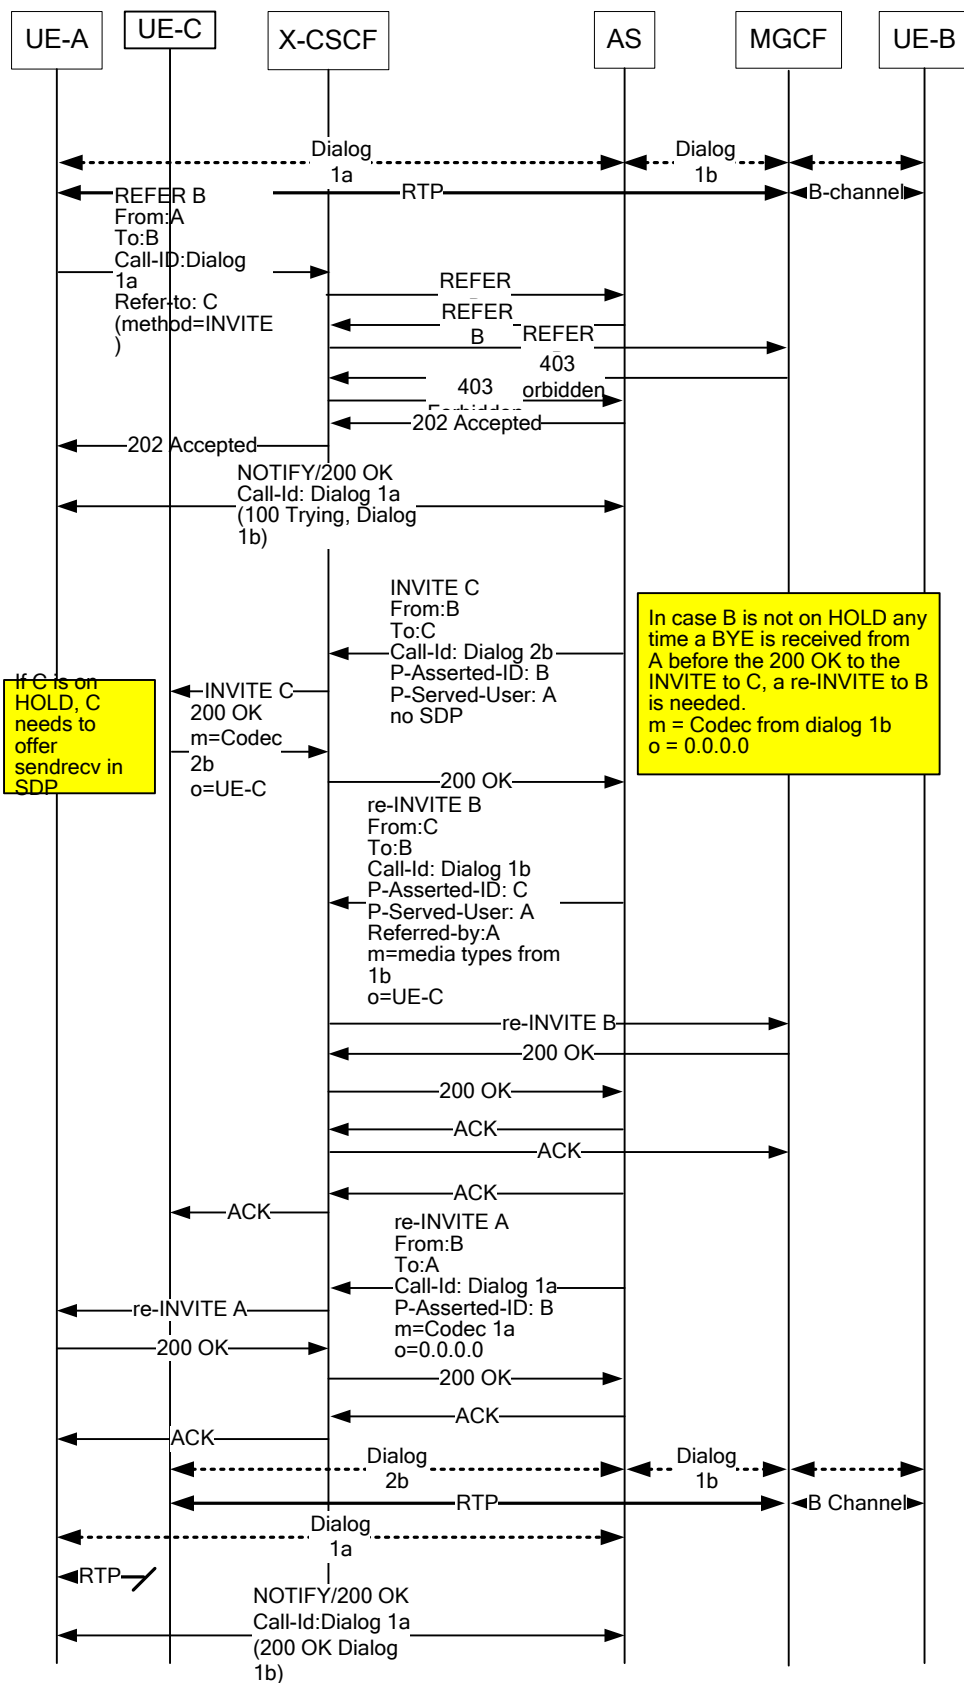 UE-A
UE-C
X-CSCF
AS
MGCF
UE-B
Dialog
1a
Dialog
1b
RTP
B-channel
REFER B
From:A
To:B
Call-ID:Dialog
1a
Refer-to: C
(method=INVITE
)
REFER
REFER
B
REFER
403
orbidden
403
Forbidden
202 Accepted
202 Accepted
NOTIFY/200 OK
Call-Id: Dialog 1a
(100 Trying, Dialog
1b)
INVITE C
From:B
To:C
Call-Id: Dialog 2b
P-Asserted-ID: B
P-Served-User: A
no SDP
In case B is not on HOLD any
time a BYE is received from
A before the 200 OK to the
INVITE to C, a re-INVITE to B
is needed.
m = Codec from dialog 1b
o = 0.0.0.0
If C is on
HOLD, C
needs to
offer
sendrecv in
SDP
INVITE C
200 OK
m=Codec
2b
o=UE-C
200 OK
re-INVITE B
From:C
To:B
Call-Id: Dialog 1b
P-Asserted-ID: C
P-Served-User: A
Referred-by:A
m=media types from
1b
o=UE-C
re-INVITE B
200 OK
200 OK
ACK
ACK
ACK
ACK
re-INVITE A
From:B
To:A
Call-Id: Dialog 1a
P-Asserted-ID: B
m=Codec 1a
o=0.0.0.0
re-INVITE A
200 OK
200 OK
ACK
ACK
Dialog
2b
Dialog
1b
RTP
B Channel
Dialog
1a
RTP
NOTIFY/200 OK
Call-Id:Dialog 1a
(200 OK Dialog
1b)